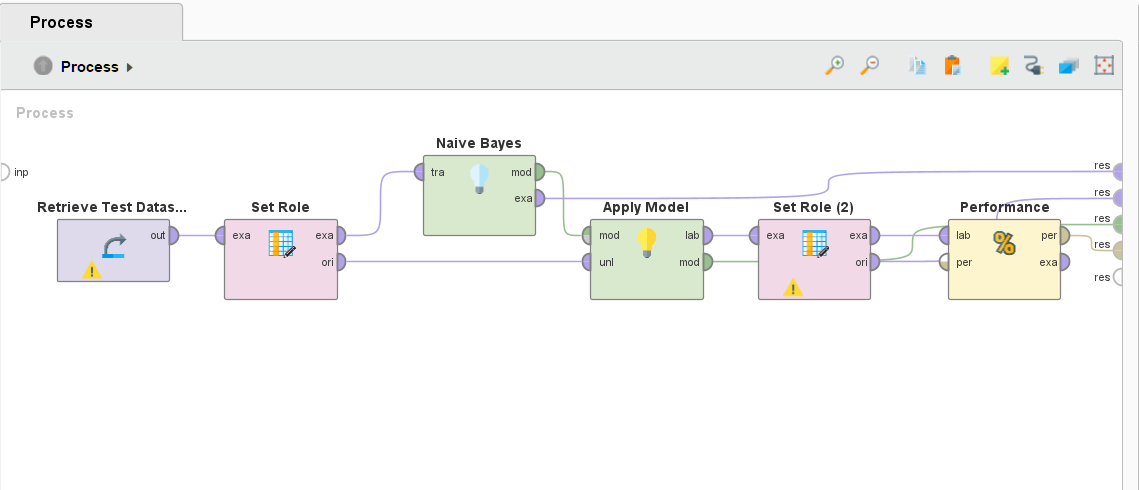 Process
Process
Process
inp
Retrieve Test Datas...
out
Set Role
exa
exa
ori
Naive Bayes
tra
mod
exa
Apply Model
mod
lab
unl
mod
Set Role (2)
exa
exa
ori
Performance
lab
per
per
exa
res
res
res
res
res